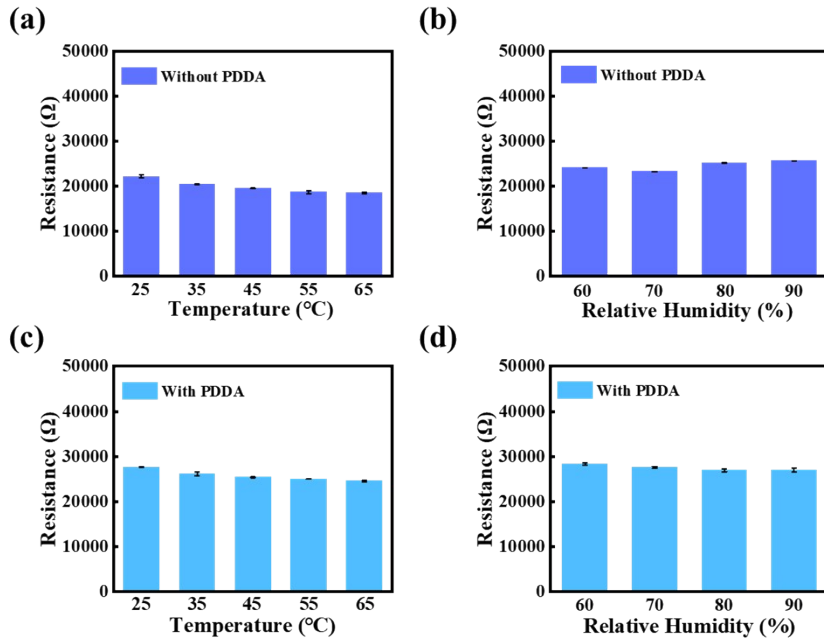 (a)
50000
40000
30000
20000
10000
0
Resistance (Ω)
Without PDDA
25 35 45 55 65
Temperature (℃)
(b)
50000
40000
30000
20000
10000
0
Resistance (Ω)
Without PDDA
60 70 80 90
Relative Humidity (%)
(c)
50000
40000
30000
20000
10000
0
Resistance (Ω)
With PDDA
25 35 45 55 65
Temperature (℃)
(d)
50000
40000
30000
20000
10000
0
Resistance (Ω)
With PDDA
60 70 80 90
Relative Humidity (%)